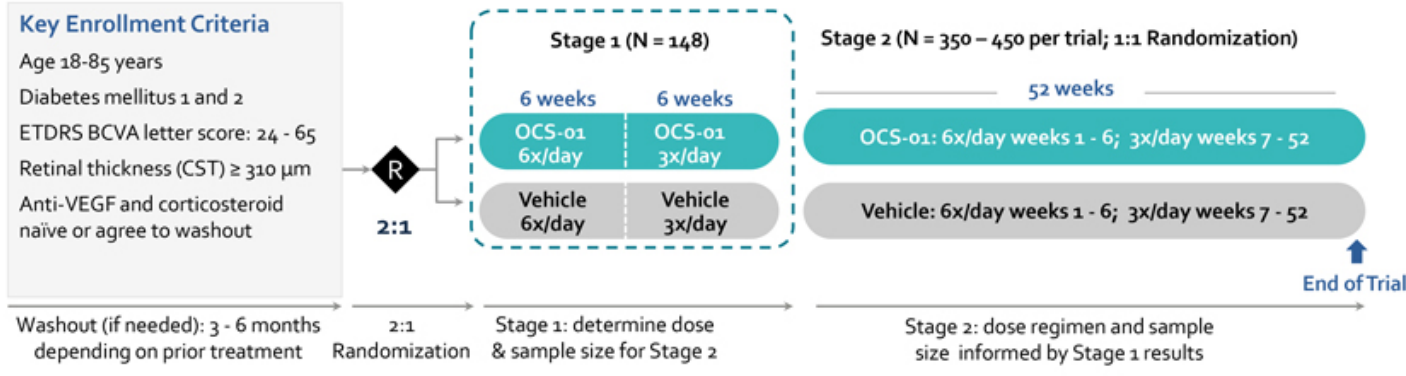 Key Enrollment Criteria
Age 18-85 years
Diabetes mellitus 1 and 2
ETDRS BCVA letter score: 24 - 65
Retinal thickness (CST) ≥ 310 µm
Anti-VEGF and corticosteroid
naïve or agree to washout
R
2:1
Stage 1 (N = 148)
6 weeks
6 weeks
OCS-01
6x/day
OCS-01
3x/day
Vehicle
6x/day
Vehicle
3x/day
Stage 2 (N = 350 – 450 per trial; 1:1 Randomization)
52 weeks
OCS-01: 6x/day weeks 1 - 6; 3x/day weeks 7 - 52
Vehicle: 6x/day weeks 1 - 6; 3x/day weeks 7 - 52
End of Trial
Washout (if needed): 3 - 6 months
depending on prior treatment
2:1
Randomization
Stage 1: determine dose
& sample size for Stage 2
Stage 2: dose regimen and sample
size informed by Stage 1 results